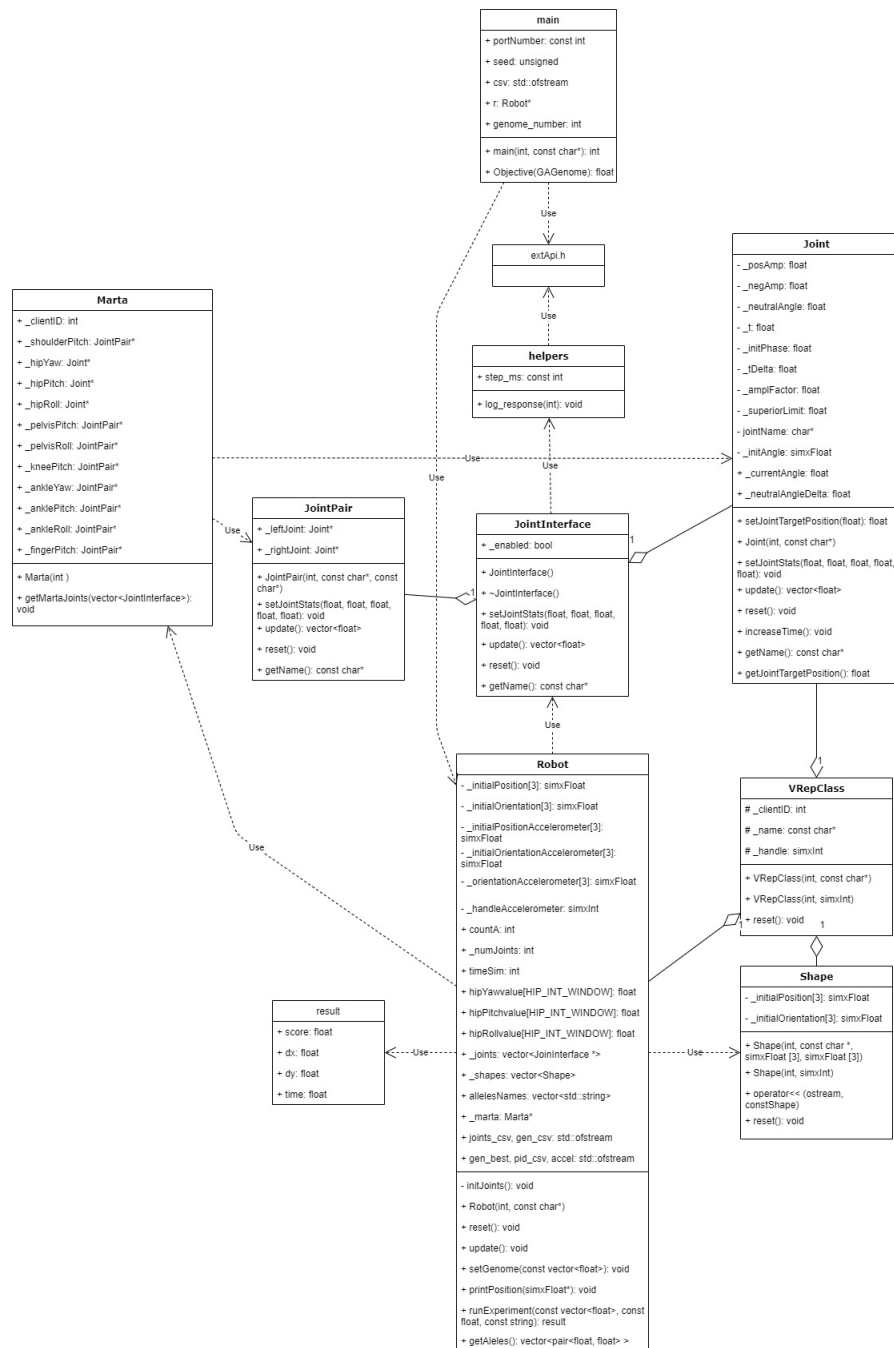 main
+ portNumber: const int
+ seed: unsigned
+ csv: std::ofstream
+ r: Robot*
+ genome_number: int
+ main(int, const char*): int
+ Objective(GAGenome): float
Use
extApi.h
Use
helpers
+ step_ms: const int
+ log_response(int): void
Use
Use
Use
Marta
+ _clientID: int
+ _shoulderPitch: JointPair*
+ _hipYaw: Joint*
+ _hipPitch: Joint*
+ _hipRoll: Joint*
+ _pelvisPitch: JointPair*
+ _pelvisRoll: JointPair*
+ _kneePitch: JointPair*
+ _ankleYaw: JointPair*
+ _anklePitch: JointPair*
+ _ankleRoll: JointPair*
+ _fingerPitch: JointPair*
+ Marta(int )
+ getMartaJoints(vector<JointInterface>):
void
Use
JointPair
+ _leftJoint: Joint*
+ _rightJoint: Joint*
+ JointPair(int, const char*, const
char*)
+ setJointStats(float, float, float,
float, float): void
+ update(): vector<float>
+ reset(): void
+ getName(): const char*
1
JointInterface
+ _enabled: bool
+ JointInterface()
+ ~JointInterface()
+ setJointStats(float, float, float,
float, float): void
+ update(): vector<float>
+ reset(): void
+ getName(): const char*
1
Joint
- _posAmp: float
- _negAmp: float
- _neutralAngle: float
- _t: float
- _initPhase: float
- _tDelta: float
- _amplFactor: float
- _superiorLimit: float
- jointName: char*
- _initAngle: simxFloat
+ _currentAngle: float
+ _neutralAngleDelta: float
+ setJointTargetPosition(float): float
+ Joint(int, const char*)
+ setJointStats(float, float, float, float,
float): void
+ update(): vector<float>
+ reset(): void
+ increaseTime(): void
+ getName(): const char*
+ getJointTargetPosition(): float
1
Use
Use
Robot
- _initialPosition[3]: simxFloat
- _initialOrientation[3]: simxFloat
- _initialPositionAccelerometer[3]:
simxFloat
- _initialOrientationAccelerometer[3]:
simxFloat
- _orientationAccelerometer[3]: simxFloat
- _handleAccelerometer: simxInt
+ countA: int
+ _numJoints: int
+ timeSim: int
+ hipYawvalue[HIP_INT_WINDOW]: float
+ hipPitchvalue[HIP_INT_WINDOW]: float
+ hipRollvalue[HIP_INT_WINDOW]: float
+ _joints: vector<JoinInterface *>
+ _shapes: vector<Shape>
+ allelesNames: vector<std::string>
+ _marta: Marta*
+ joints_csv, gen_csv: std::ofstream
+ gen_best, pid_csv, accel: std::ofstream
- initJoints(): void
+ Robot(int, const char*)
+ reset(): void
+ update(): void
+ setGenome(const vector<float>): void
+ printPosition(simxFloat*): void
+ runExperiment(const vector<float>, const
float, const string): result
+ getAleles(): vector<pair<float, float> >
VRepClass
# _clientID: int
# _name: const char*
# _handle: simxInt
+ VRepClass(int, const char*)
+ VRepClass(int, simxInt)
+ reset(): void
1
1
Shape
- _initialPosition[3]: simxFloat
- _initialOrientation[3]: simxFloat
+ Shape(int, const char *,
simxFloat [3], simxFloat [3])
+ Shape(int, simxInt)
+ operator<< (ostream,
constShape)
+ reset(): void
Use
result
+ score: float
+ dx: float
+ dy: float
+ time: float
Use